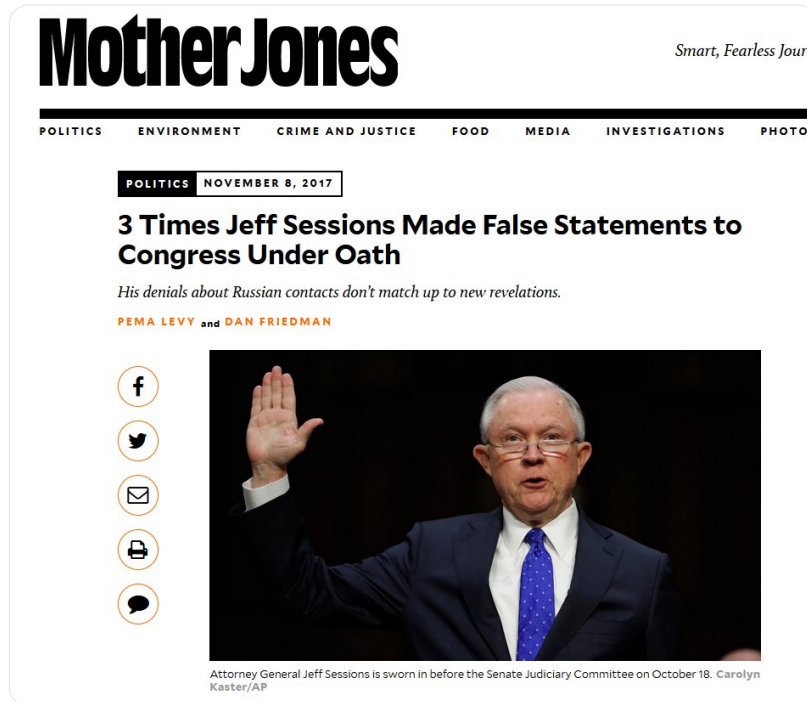 Mother Jones
Smart, Fearless Jour
POLITICS ENVIRONMENT CRIME AND JUSTICE FOOD MEDIA INVESTIGATIONS PHOTO
POLITICS NOVEMBER 8, 2017
3 Times Jeff Sessions Made False Statements to
Congress Under Oath
His denials about Russian contacts don’t match up to new revelations.
PEMA LEVY and DAN FRIEDMAN
Attorney General Jeff Sessions is sworn in before the Senate Judiciary Committee on October 18. Carolyn
Kaster/AP